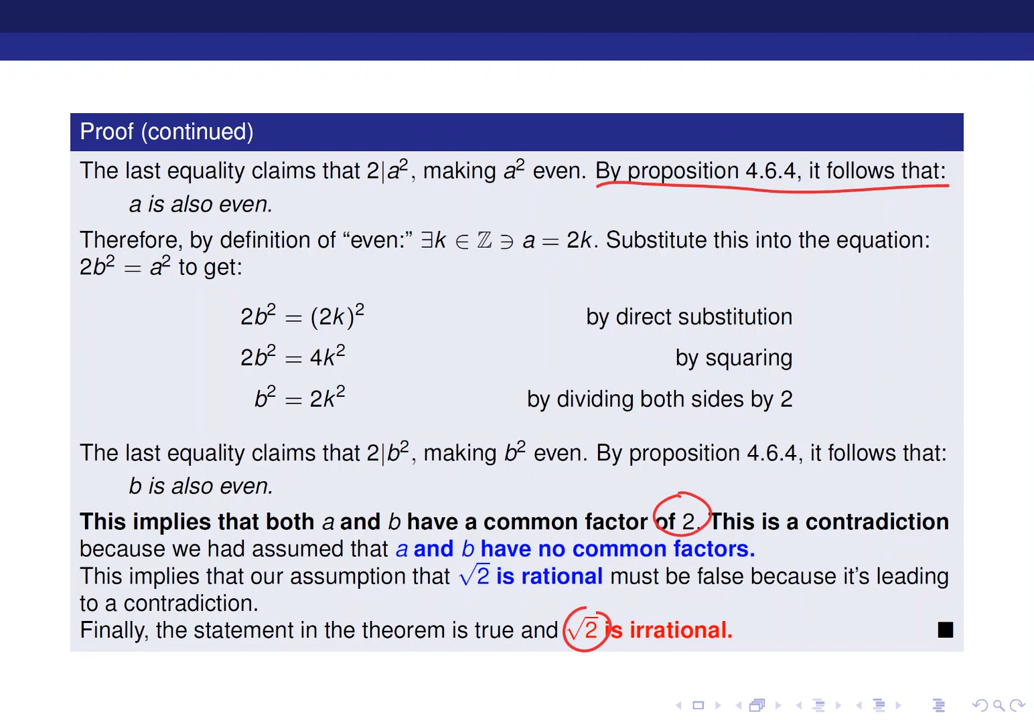 Proof (continued)
The last equality claims that 2|a², making a² even. By proposition 4.6.4, it follows that:
a is also even.
Therefore, by definition of “even:” ∃k ∈ ℤ ∋ a = 2k. Substitute this into the equation:
2b² = a² to get:
2b² = (2k)² by direct substitution
2b² = 4k² by squaring
b² = 2k² by dividing both sides by 2
The last equality claims that 2|b², making b² even. By proposition 4.6.4, it follows that:
b is also even.
This implies that both a and b have a common factor of 2. This is a contradiction
because we had assumed that a and b have no common factors.
This implies that our assumption that √2 is rational must be false because it’s leading
to a contradiction.
Finally, the statement in the theorem is true and √2 is irrational.